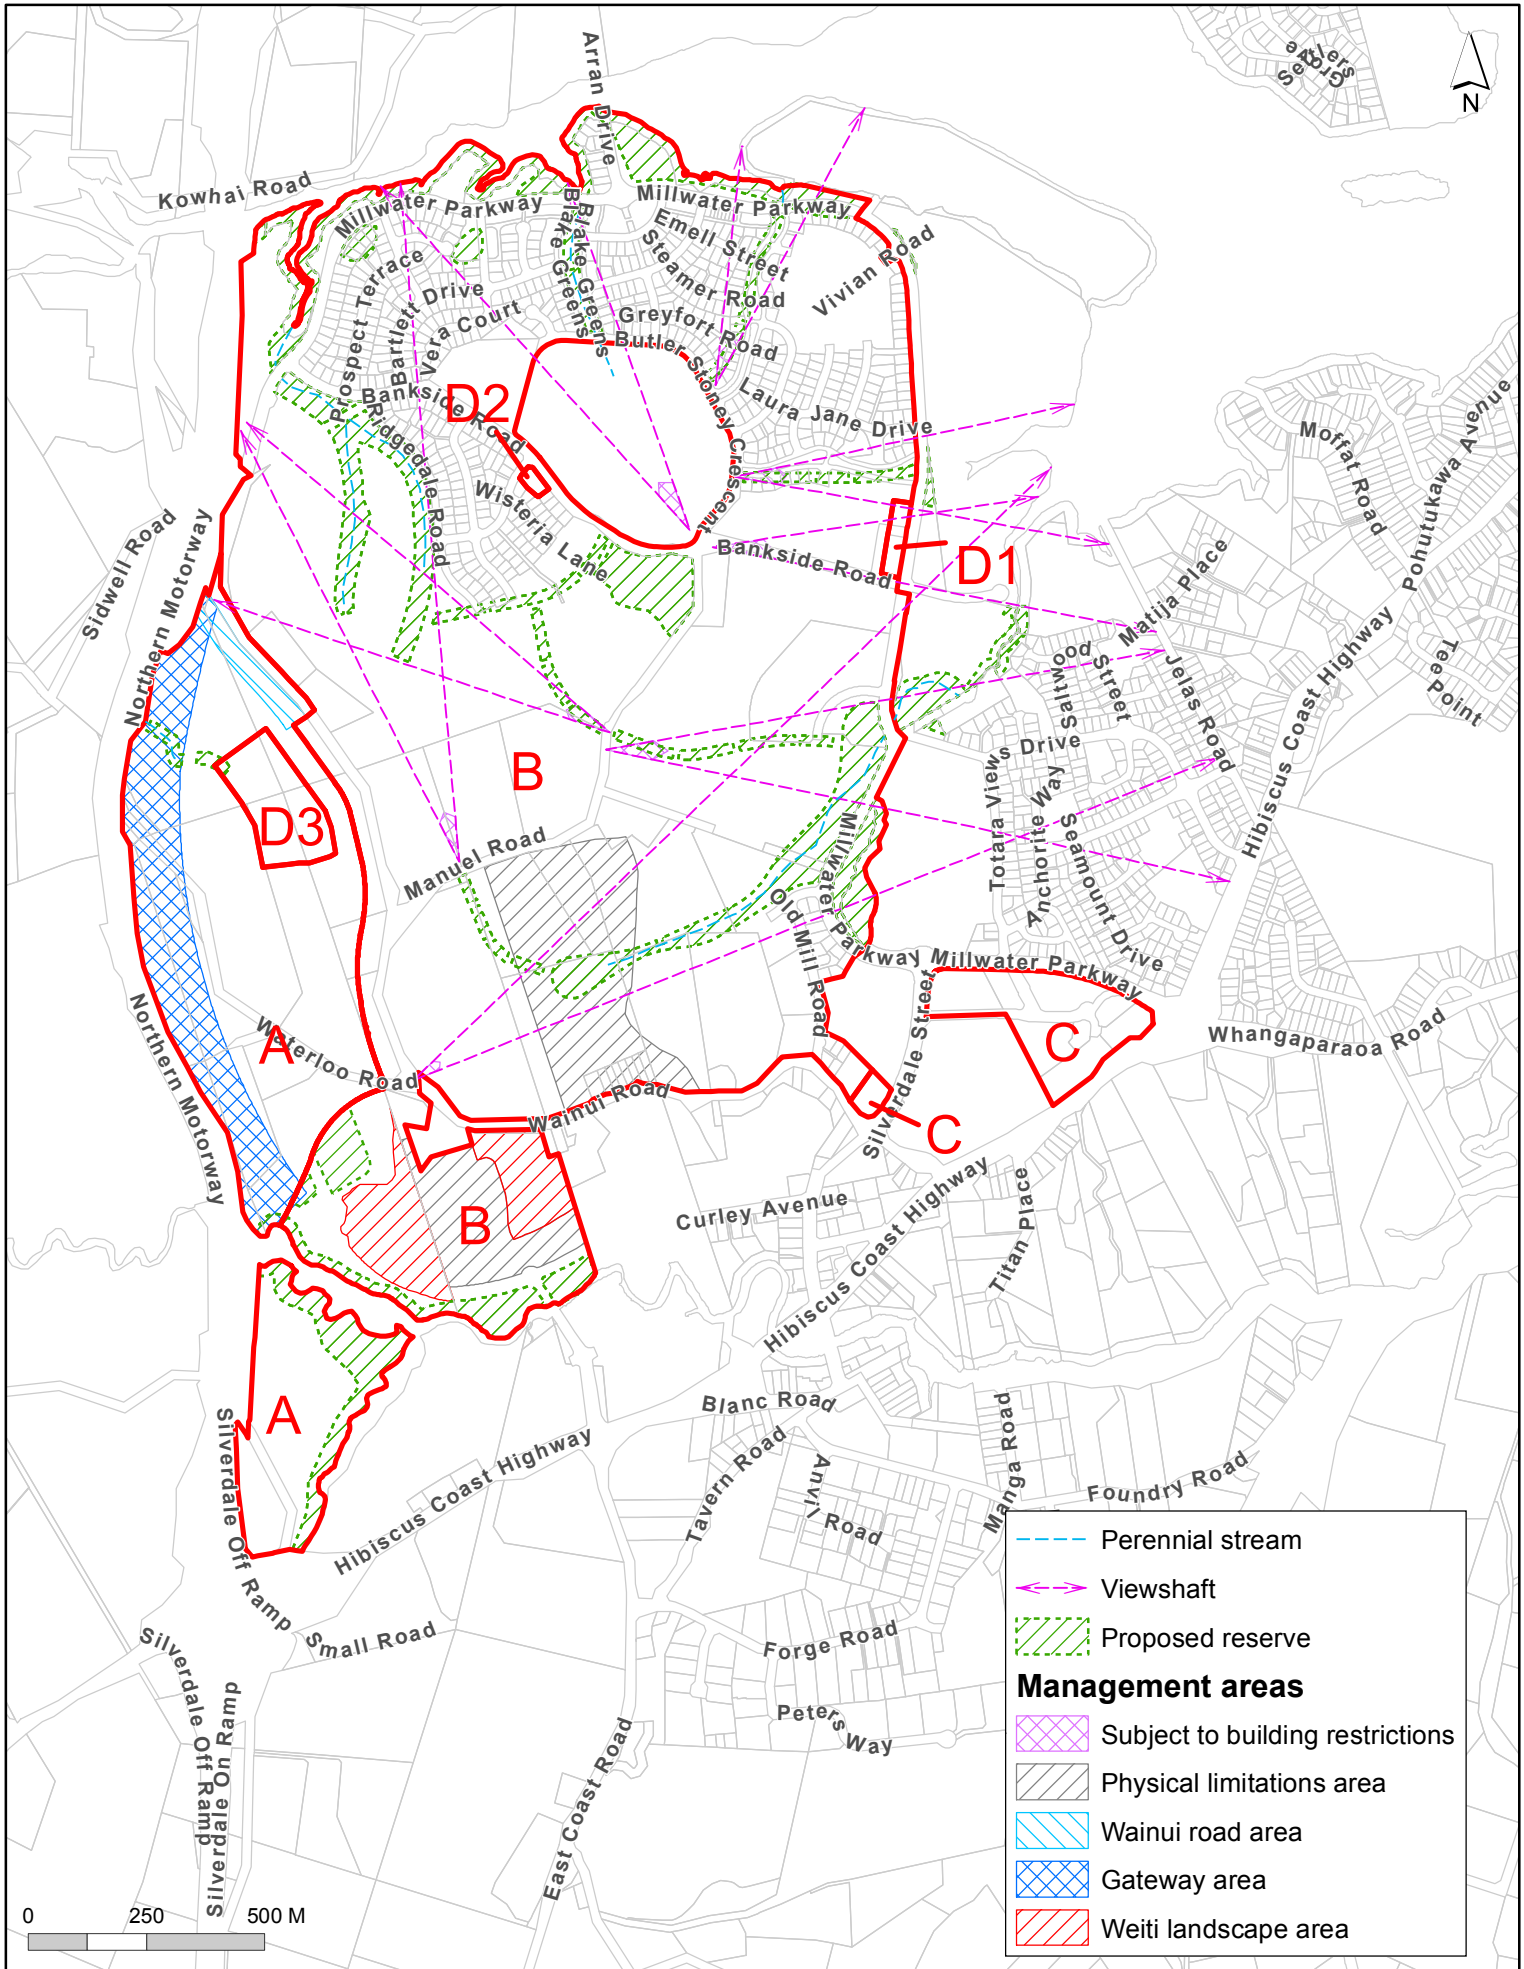 Settlers
Grove
N
Arran Drive
Kowhai Road
Millwater Parkway
Millwater Parkway
Blake Greens
Blake Greens
Emell Street
Steamer Road
Vivian Road
Prospect Terrace
Bartlett Drive
Vera Court
Greyfort Road
Butler Stoney Crescent
Laura Jane Drive
D2
Bankside Road
Ridgedale Road
Wisteria Lane
Bankside Road
D1
Moffat Road
Pohutukawa Avenue
Sidwell Road
Northern Motorway
Matija Place
Saltwood
Street
Jelas Road
Hibiscus Coast Highway
Tee
Point
B
D3
Manuel Road
Totara Views Drive
Anchorite Way
Seamount Drive
Millwater Parkway
Old Mill Road
Millwater Parkway
Northern Motorway
A
Waterloo Road
Silverdale Street
C
Whangaparaoa Road
Wainui Road
C
B
Curley Avenue
Hibiscus Coast Highway
Titan Place
A
Silverdale Off Ramp
Hibiscus Coast Highway
Blanc Road
Tavern Road
Anvil Road
Manga Road
Foundry Road
Small Road
Silverdale Off Ramp
Silverdale On Ramp
Forge Road
Peters Way
East Coast Road
Perennial stream
Viewshaft
Proposed reserve
Management areas
Subject to building restrictions
Physical limitations area
Wainui road area
Gateway area
Weiti landscape area
0 250 500 M